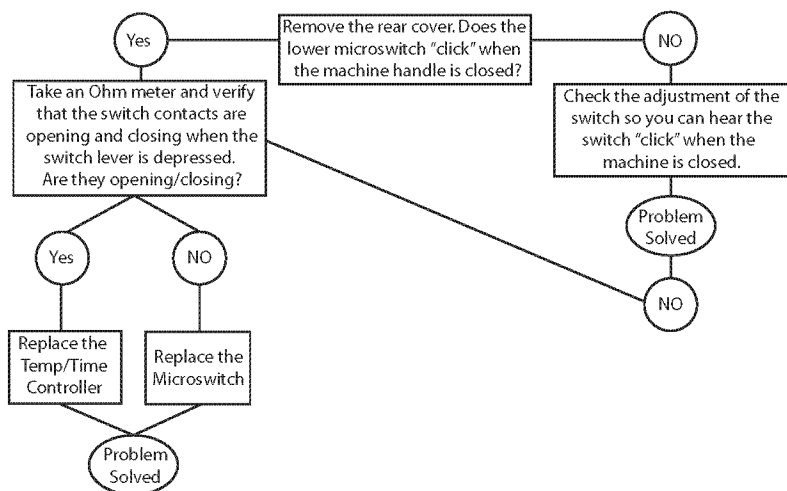 Yes
Remove the rear cover. Does the
lower microswitch “click” when
the machine handle is closed?
NO
Take an Ohm meter and verify
that the switch contacts are
opening and closing when the
switch lever is depressed.
Are they opening/closing?
Check the adjustment of the
switch so you can hear the
switch “click” when the
machine is closed.
Problem
Solved
Yes
NO
NO
Replace the
Temp/Time
Controller
Replace the
Microswitch
Problem
Solved